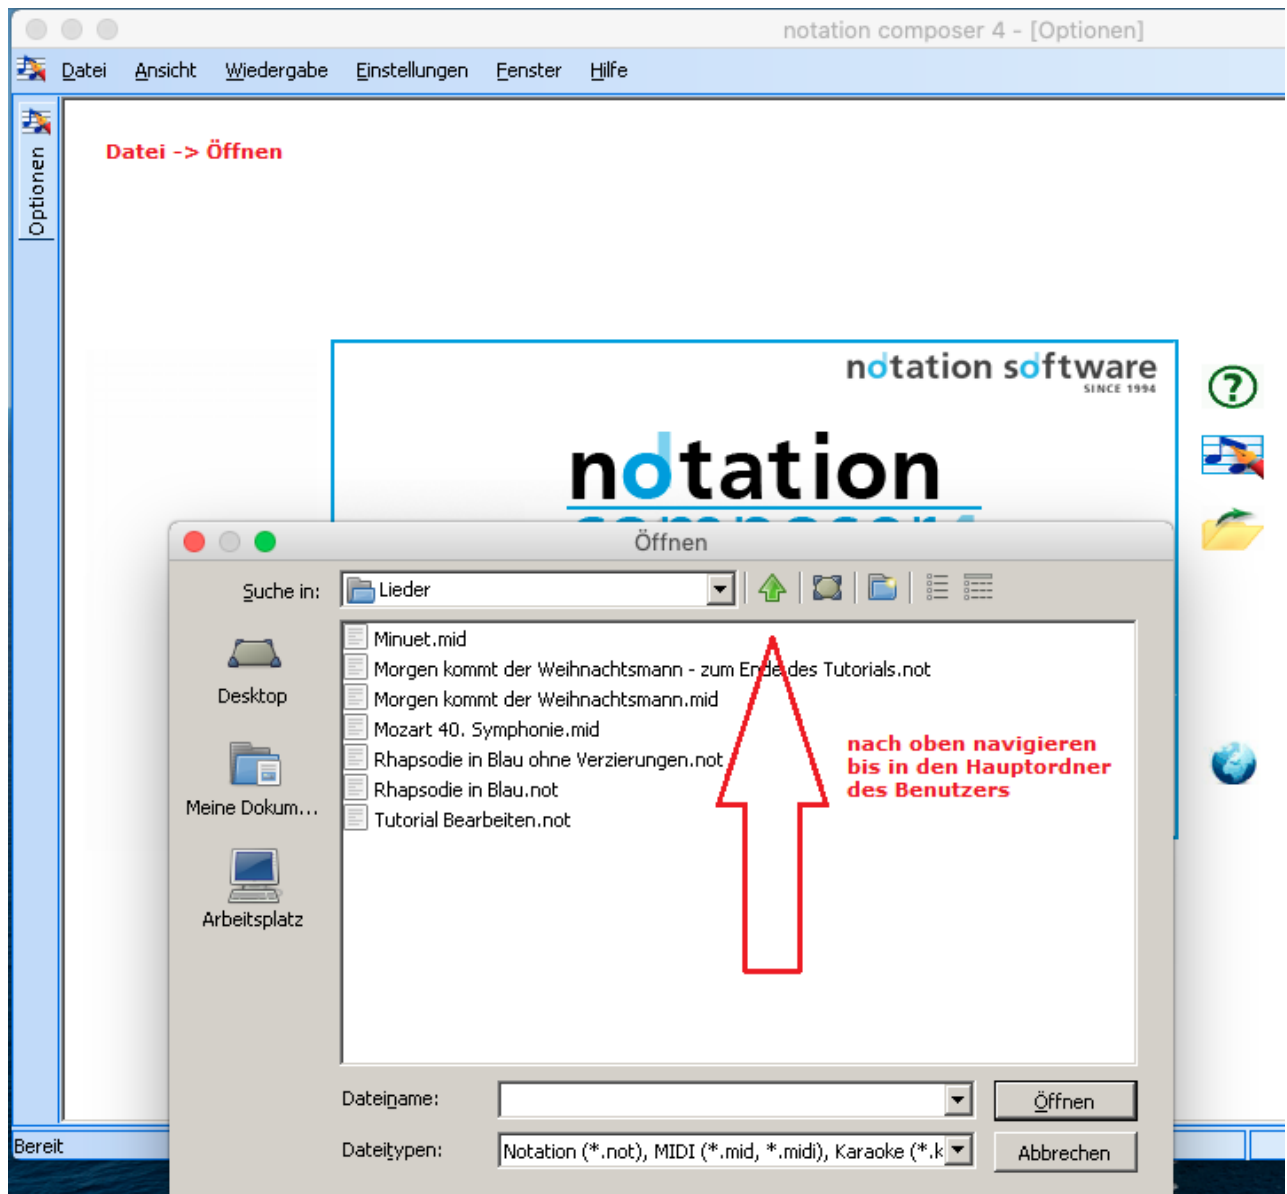 notation composer 4 - [Optionen]
Datei Ansicht Wiedergabe Einstellungen Fenster Hilfe
Optionen
Datei -> Öffnen
notation software
SINCE 1994
notation
Öffnen
Suche in: Lieder
Minuet.mid
Morgen kommt der Weihnachtsmann - zum Ende des Tutorials.not
Morgen kommt der Weihnachtsmann.mid
Mozart 40. Symphonie.mid
Rhapsodie in Blau ohne Verzierungen.not
Rhapsodie in Blau.not
Tutorial Bearbeiten.not
Desktop
Meine Dokum...
Arbeitsplatz
nach oben navigieren
bis in den Hauptordner
des Benutzers
Dateiname:
Öffnen
Dateitypen: Notation (*.not), MIDI (*.mid, *.midi), Karaoke (*.k
Abbrechen
Bereit